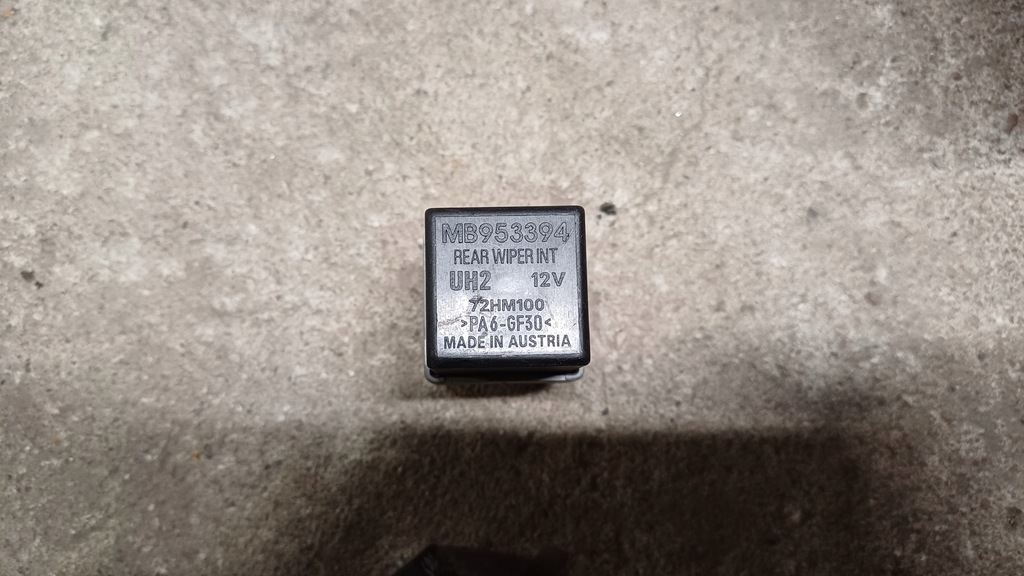 MB953394
REAR WIPER INT
UH2 12V
72HM100
>PA6-GF30<
MADE IN AUSTRIA